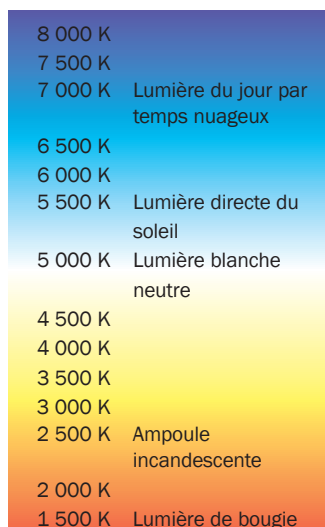 8 000 K
7 500 K
7 000 K Lumière du jour par
temps nuageux
6 500 K
6 000 K
5 500 K Lumière directe du
soleil
5 000 K Lumière blanche
neutre
4 500 K
4 000 K
3 500 K
3 000 K
2 500 K Ampoule
incandescente
2 000 K
1 500 K Lumière de bougie